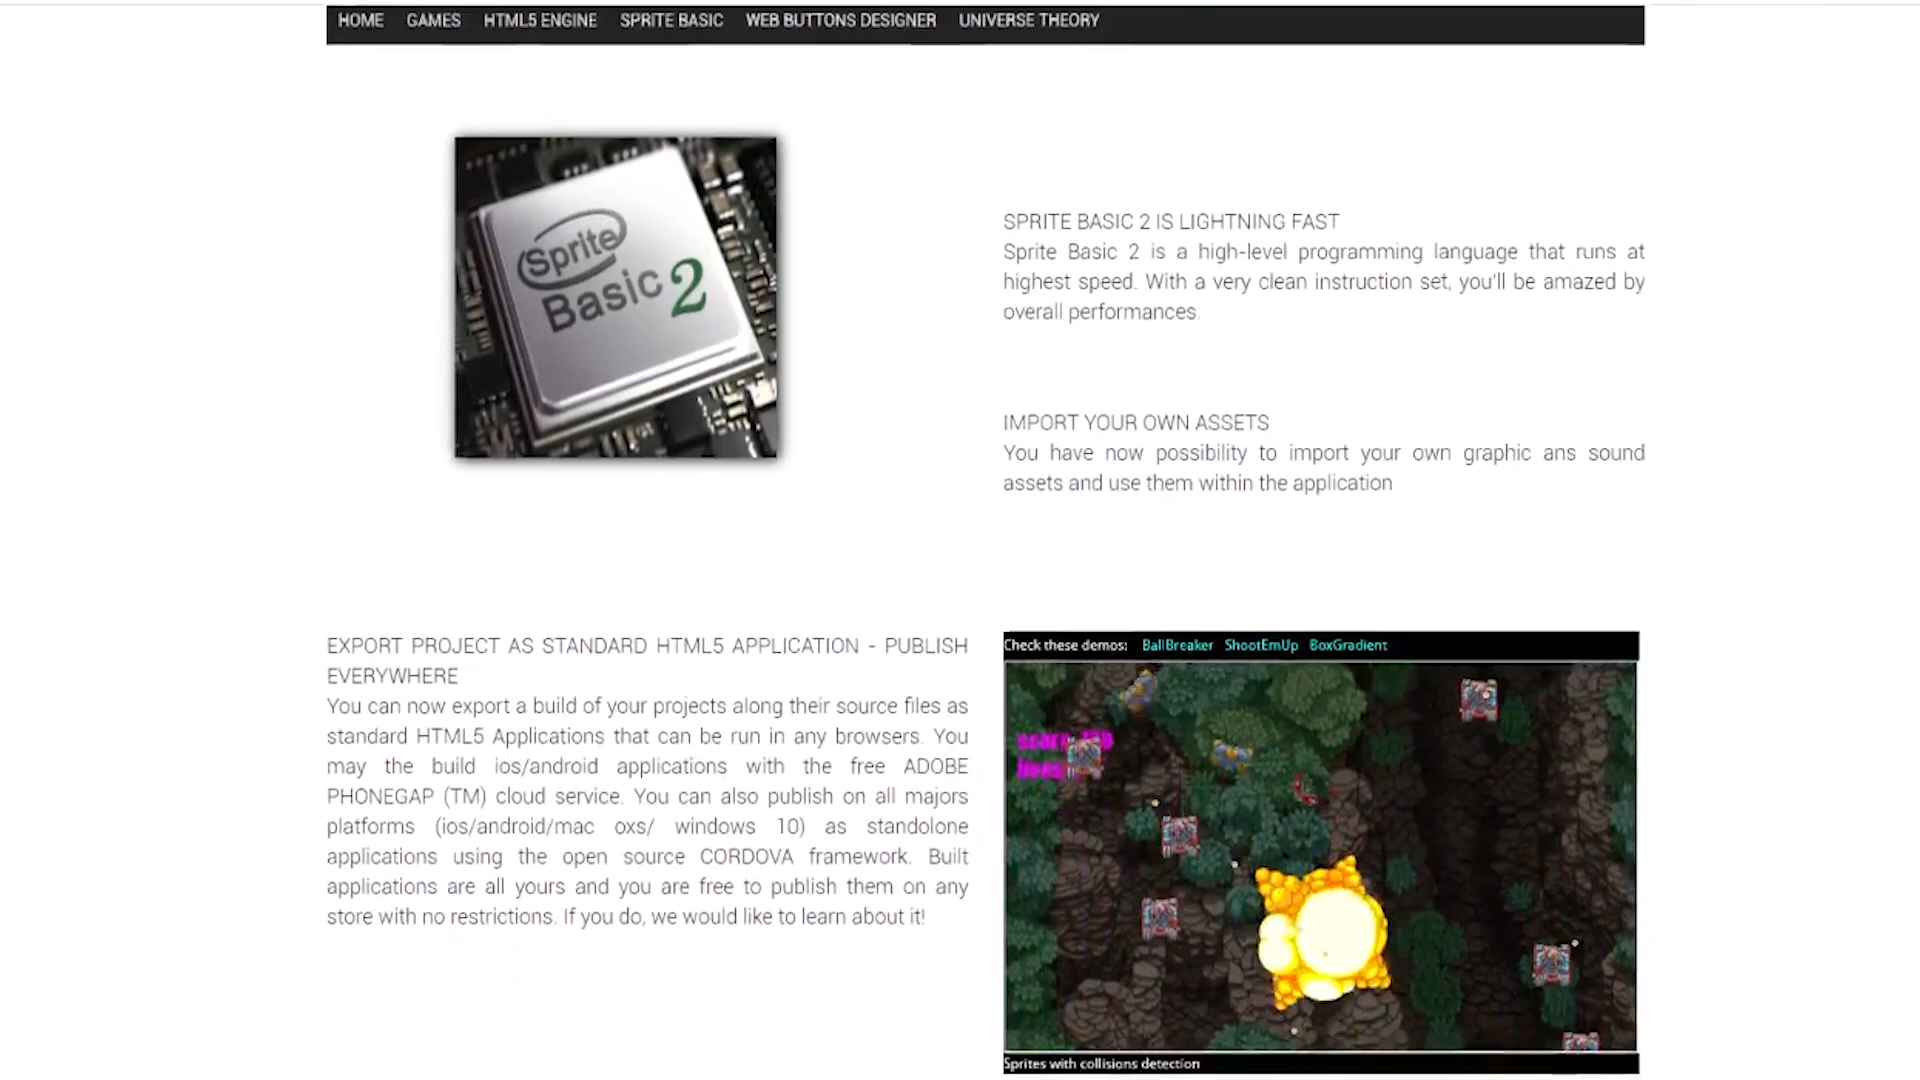 HOME GAMES HTML5 ENGINE SPRITE BASIC WEB BUTTONS DESIGNER UNIVERSE THEORY
Sprite
Basic 2
SPRITE BASIC 2 IS LIGHTNING FAST
Sprite Basic 2 is a high-level programming language that runs at
highest speed. With a very clean instruction set, you'll be amazed by
overall performances.
IMPORT YOUR OWN ASSETS
You have now possibility to import your own graphic ans sound
assets and use them within the application
EXPORT PROJECT AS STANDARD HTML5 APPLICATION - PUBLISH
EVERYWHERE
You can now export a build of your projects along their source files as
standard HTML5 Applications that can be run in any browsers. You
may the build ios/android applications with the free ADOBE
PHONEGAP (TM) cloud service. You can also publish on all majors
platforms (ios/android/mac oxs/ windows 10) as standolone
applications using the open source CORDOVA framework. Built
applications are all yours and you are free to publish them on any
store with no restrictions. If you do, we would like to learn about it!
Check these demos: BallBreaker ShootEmUp BoxGradient
Sprites with collisions detection